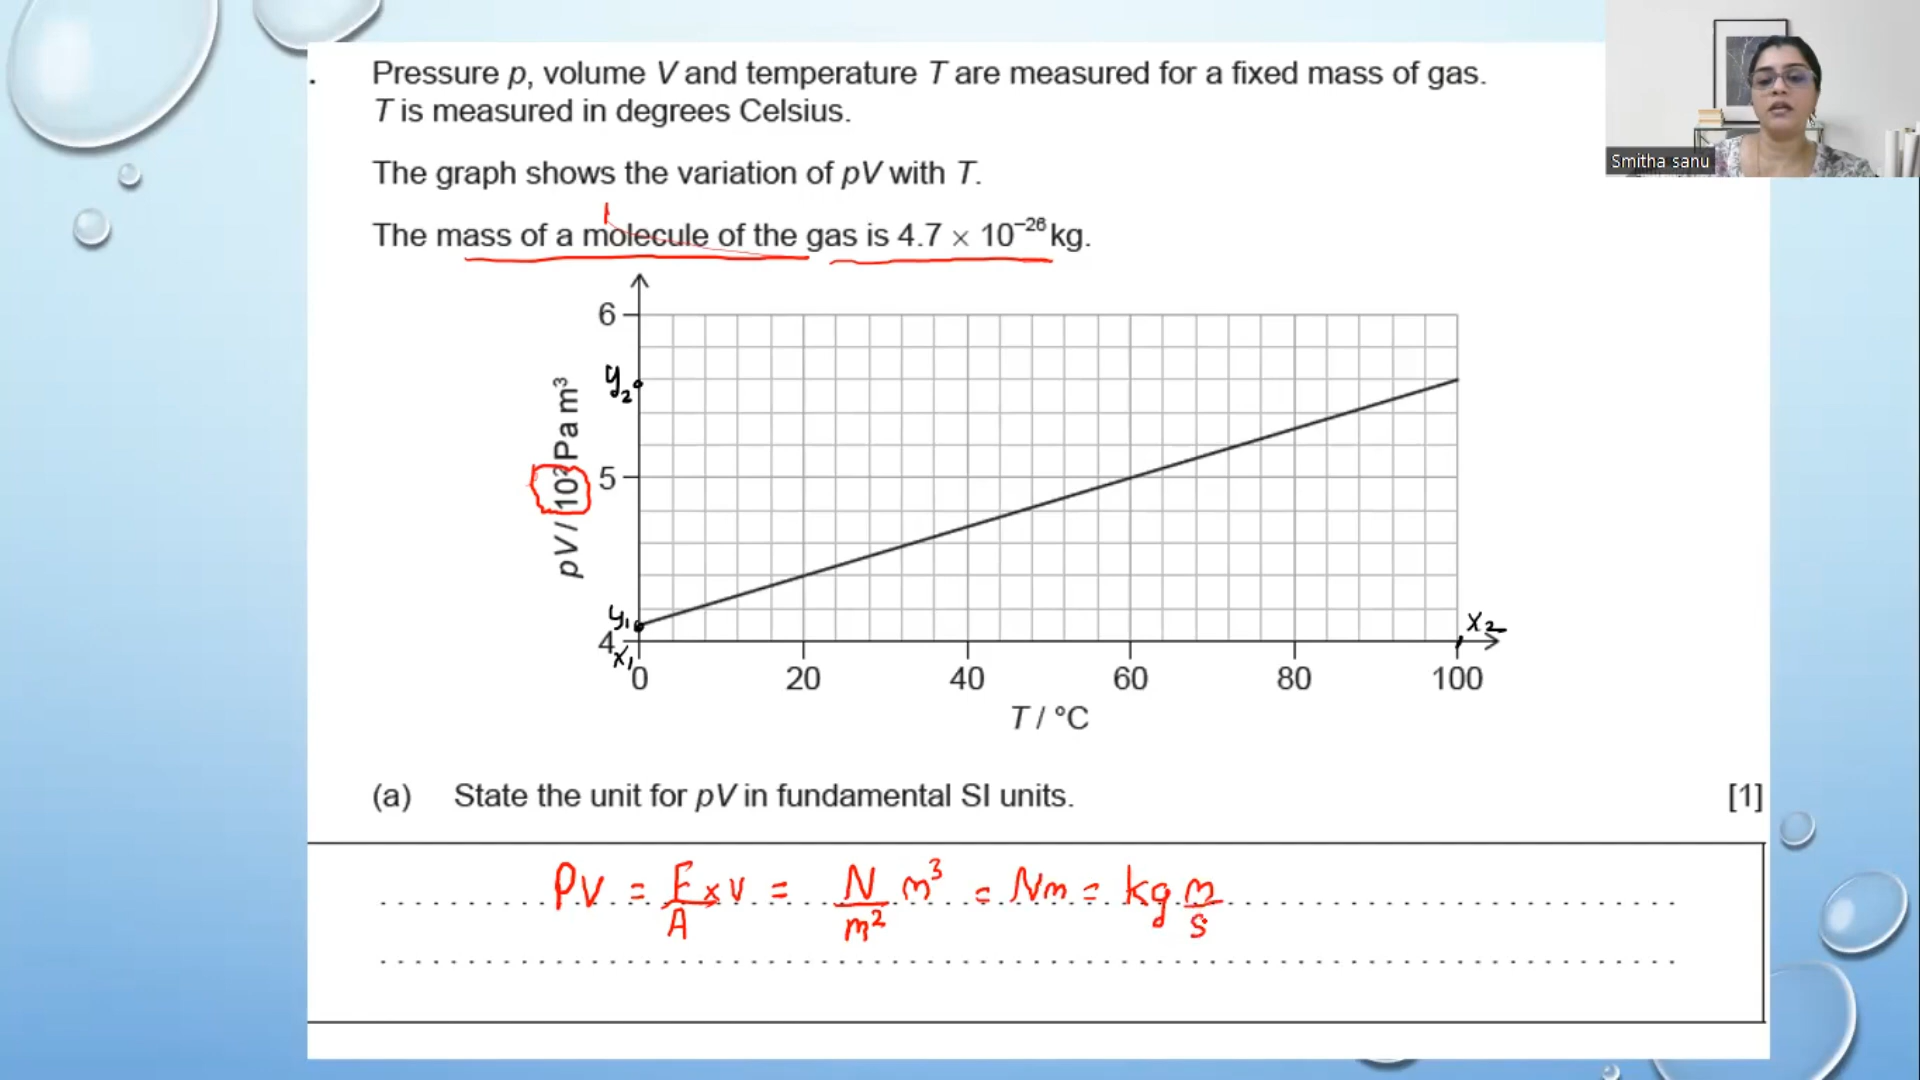 . Pressure p, volume V and temperature T are measured for a fixed mass of gas.
T is measured in degrees Celsius.
Smitha sanu
The graph shows the variation of pV with T.
The mass of a molecule of the gas is 4.7 × 10⁻²⁶ kg.
6
y₂
pV / 10² Pa m³
5
y₁
4
x₁
x₂
0 20 40 60 80 100
T / °C
(a) State the unit for pV in fundamental SI units. [1]
PV = F/A × V = N/m² m³ = Nm = kg m/s